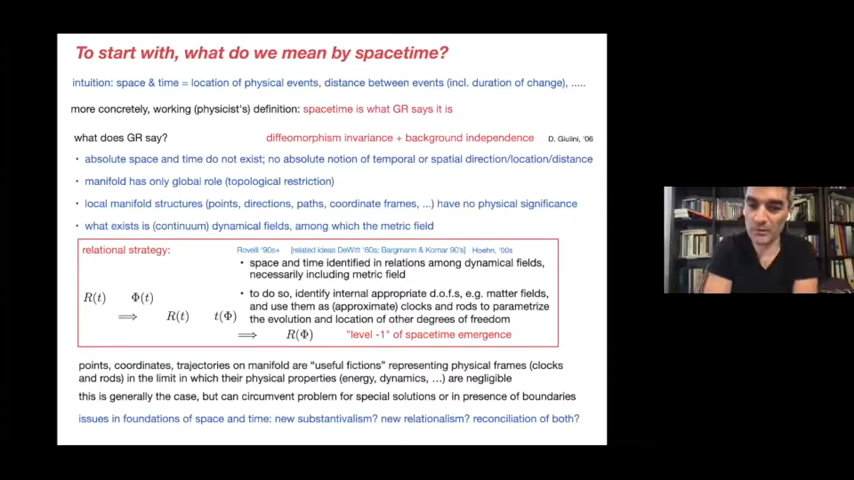 To start with, what do we mean by spacetime?
intuition: space & time = location of physical events, distance between events (incl. duration of change), .....
more concretely, working (physicist's) definition: spacetime is what GR says it is
what does GR say? diffeomorphism invariance + background independence D. Giulini, '06
• absolute space and time do not exist; no absolute notion of temporal or spatial direction/location/distance
• manifold has only global role (topological restriction)
• local manifold structures (points, directions, paths, coordinate frames, ...) have no physical significance
• what exists is (continuum) dynamical fields, among which the metric field
relational strategy: Rovelli '90s+ [related ideas DeWitt '60s; Bargmann & Komar 90's] Hoehn, '00s
• space and time identified in relations among dynamical fields,
necessarily including metric field
• to do so, identify internal appropriate d.o.f.s, e.g. matter fields,
and use them as (approximate) clocks and rods to parametrize
the evolution and location of other degrees of freedom
R(t) Φ(t)
⟹ R(t) t(Φ)
⟹ R(Φ) "level -1" of spacetime emergence
points, coordinates, trajectories on manifold are "useful fictions" representing physical frames (clocks
and rods) in the limit in which their physical properties (energy, dynamics, ...) are negligible
this is generally the case, but can circumvent problem for special solutions or in presence of boundaries
issues in foundations of space and time: new substantivalism? new relationalism? reconciliation of both?